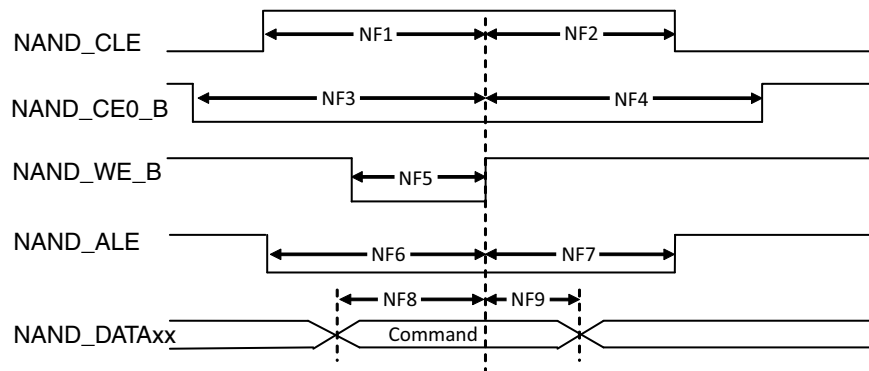 NAND_CLE NF1 NF2
NAND_CE0_B NF3 NF4
NAND_WE_B NF5
NAND_ALE NF6 NF7
NF8 NF9
NAND_DATAxx Command